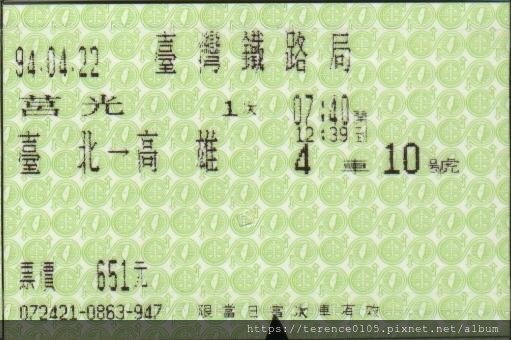 94.04.22 臺灣鐵路局
莒光 1次 07:40開
12:39到
臺北→高雄 4車10號
票價 651元
072421-0863-947 限當日當次車有效
https://terence0105.pixnet.net/album